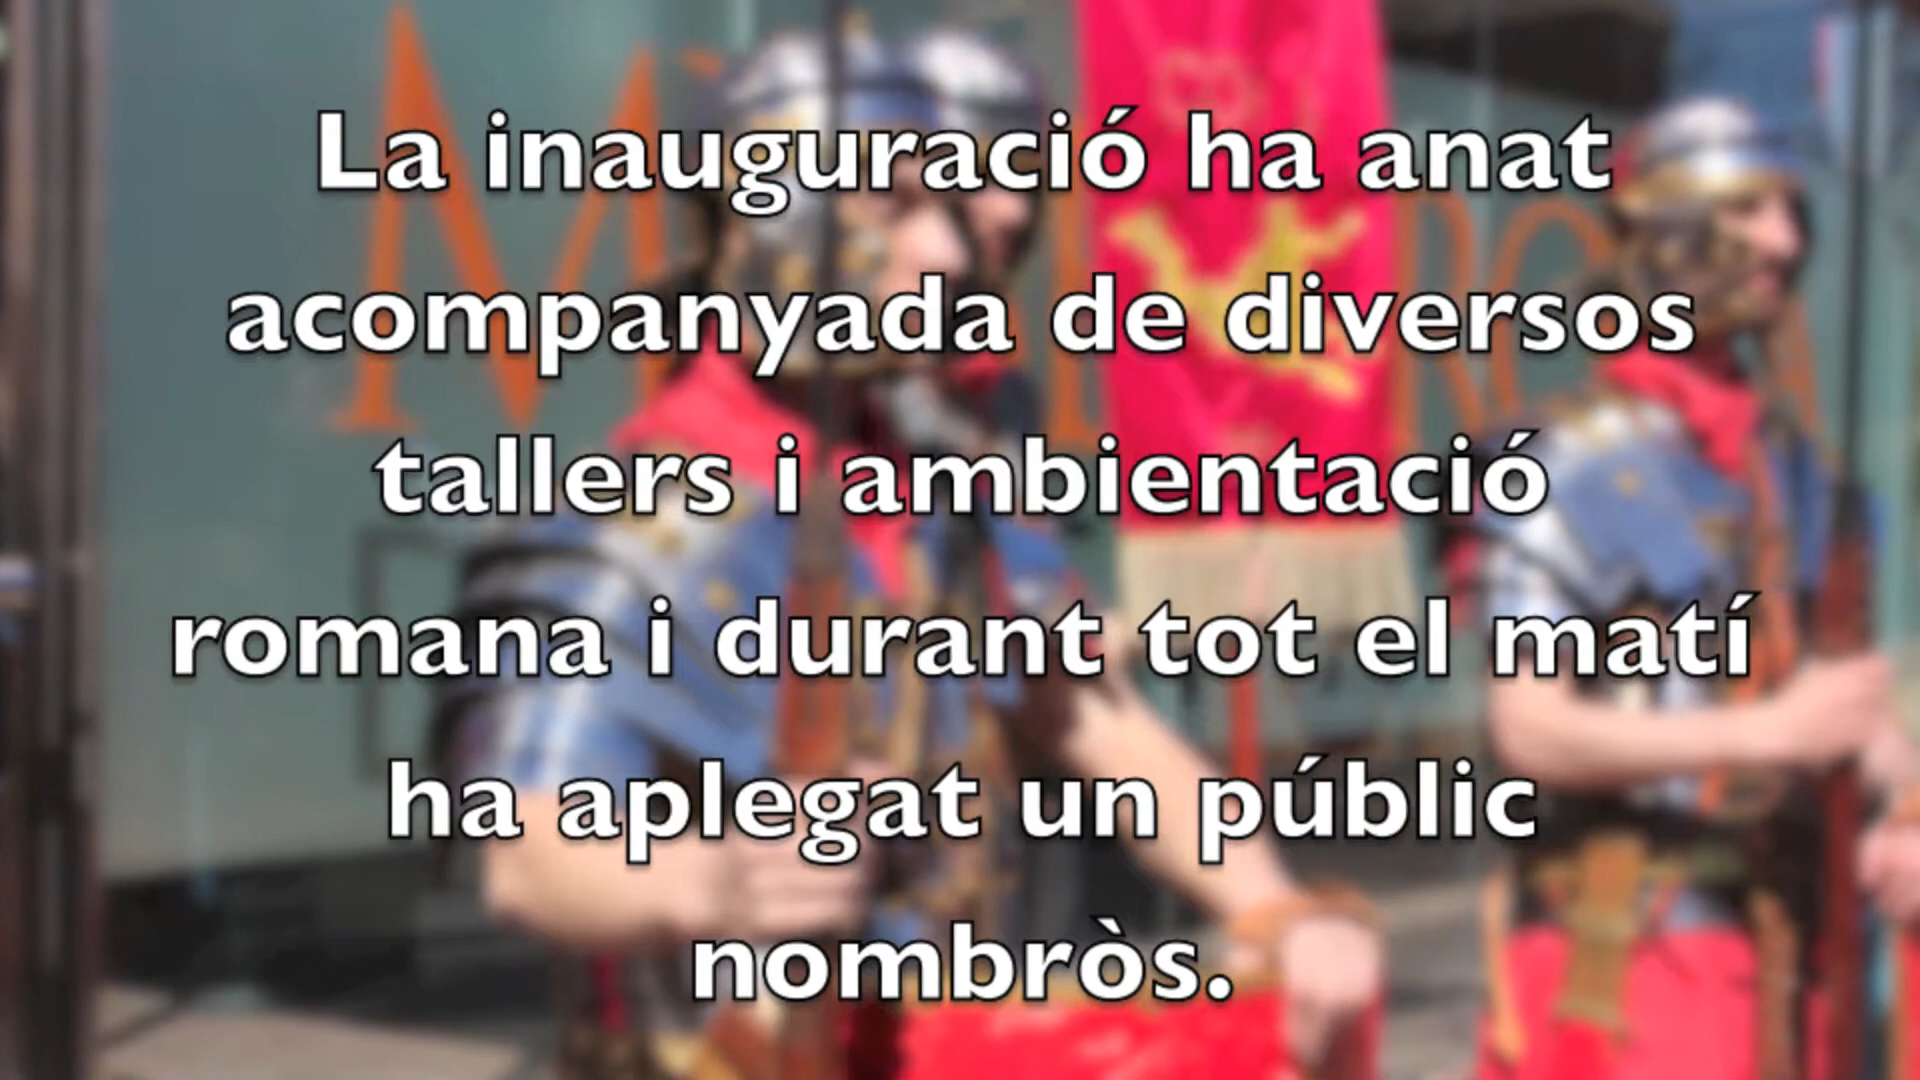 La inauguració ha anat
acompanyada de diversos
tallers i ambientació
romana i durant tot el matí
ha aplegat un públic
nombròs.